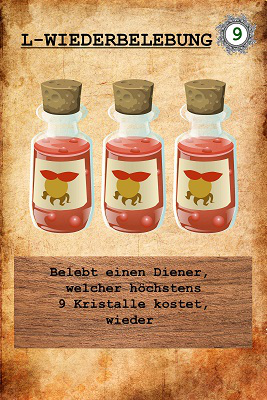 L-WIEDERBELEBUNG 9
Belebt einen Diener,
welcher höchstens
9 Kristalle kostet,
wieder